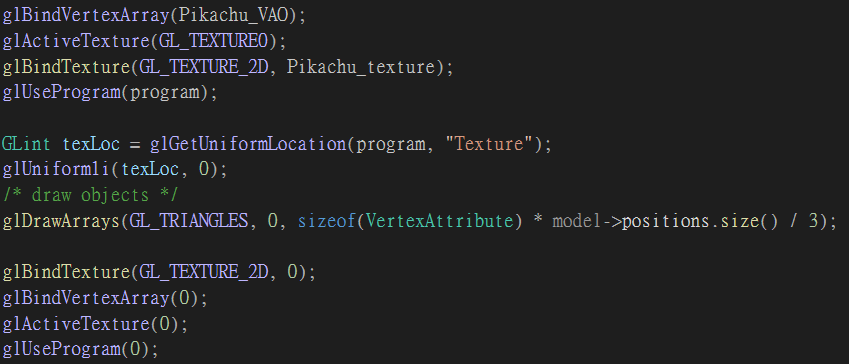 glBindVertexArray(Pikachu_VAO);
glActiveTexture(GL_TEXTURE0);
glBindTexture(GL_TEXTURE_2D, Pikachu_texture);
glUseProgram(program);
GLint texLoc = glGetUniformLocation(program, "Texture");
glUniform1i(texLoc, 0);
/* draw objects */
glDrawArrays(GL_TRIANGLES, 0, sizeof(VertexAttribute) * model->positions.size() / 3);
glBindTexture(GL_TEXTURE_2D, 0);
glBindVertexArray(0);
glActiveTexture(0);
glUseProgram(0);